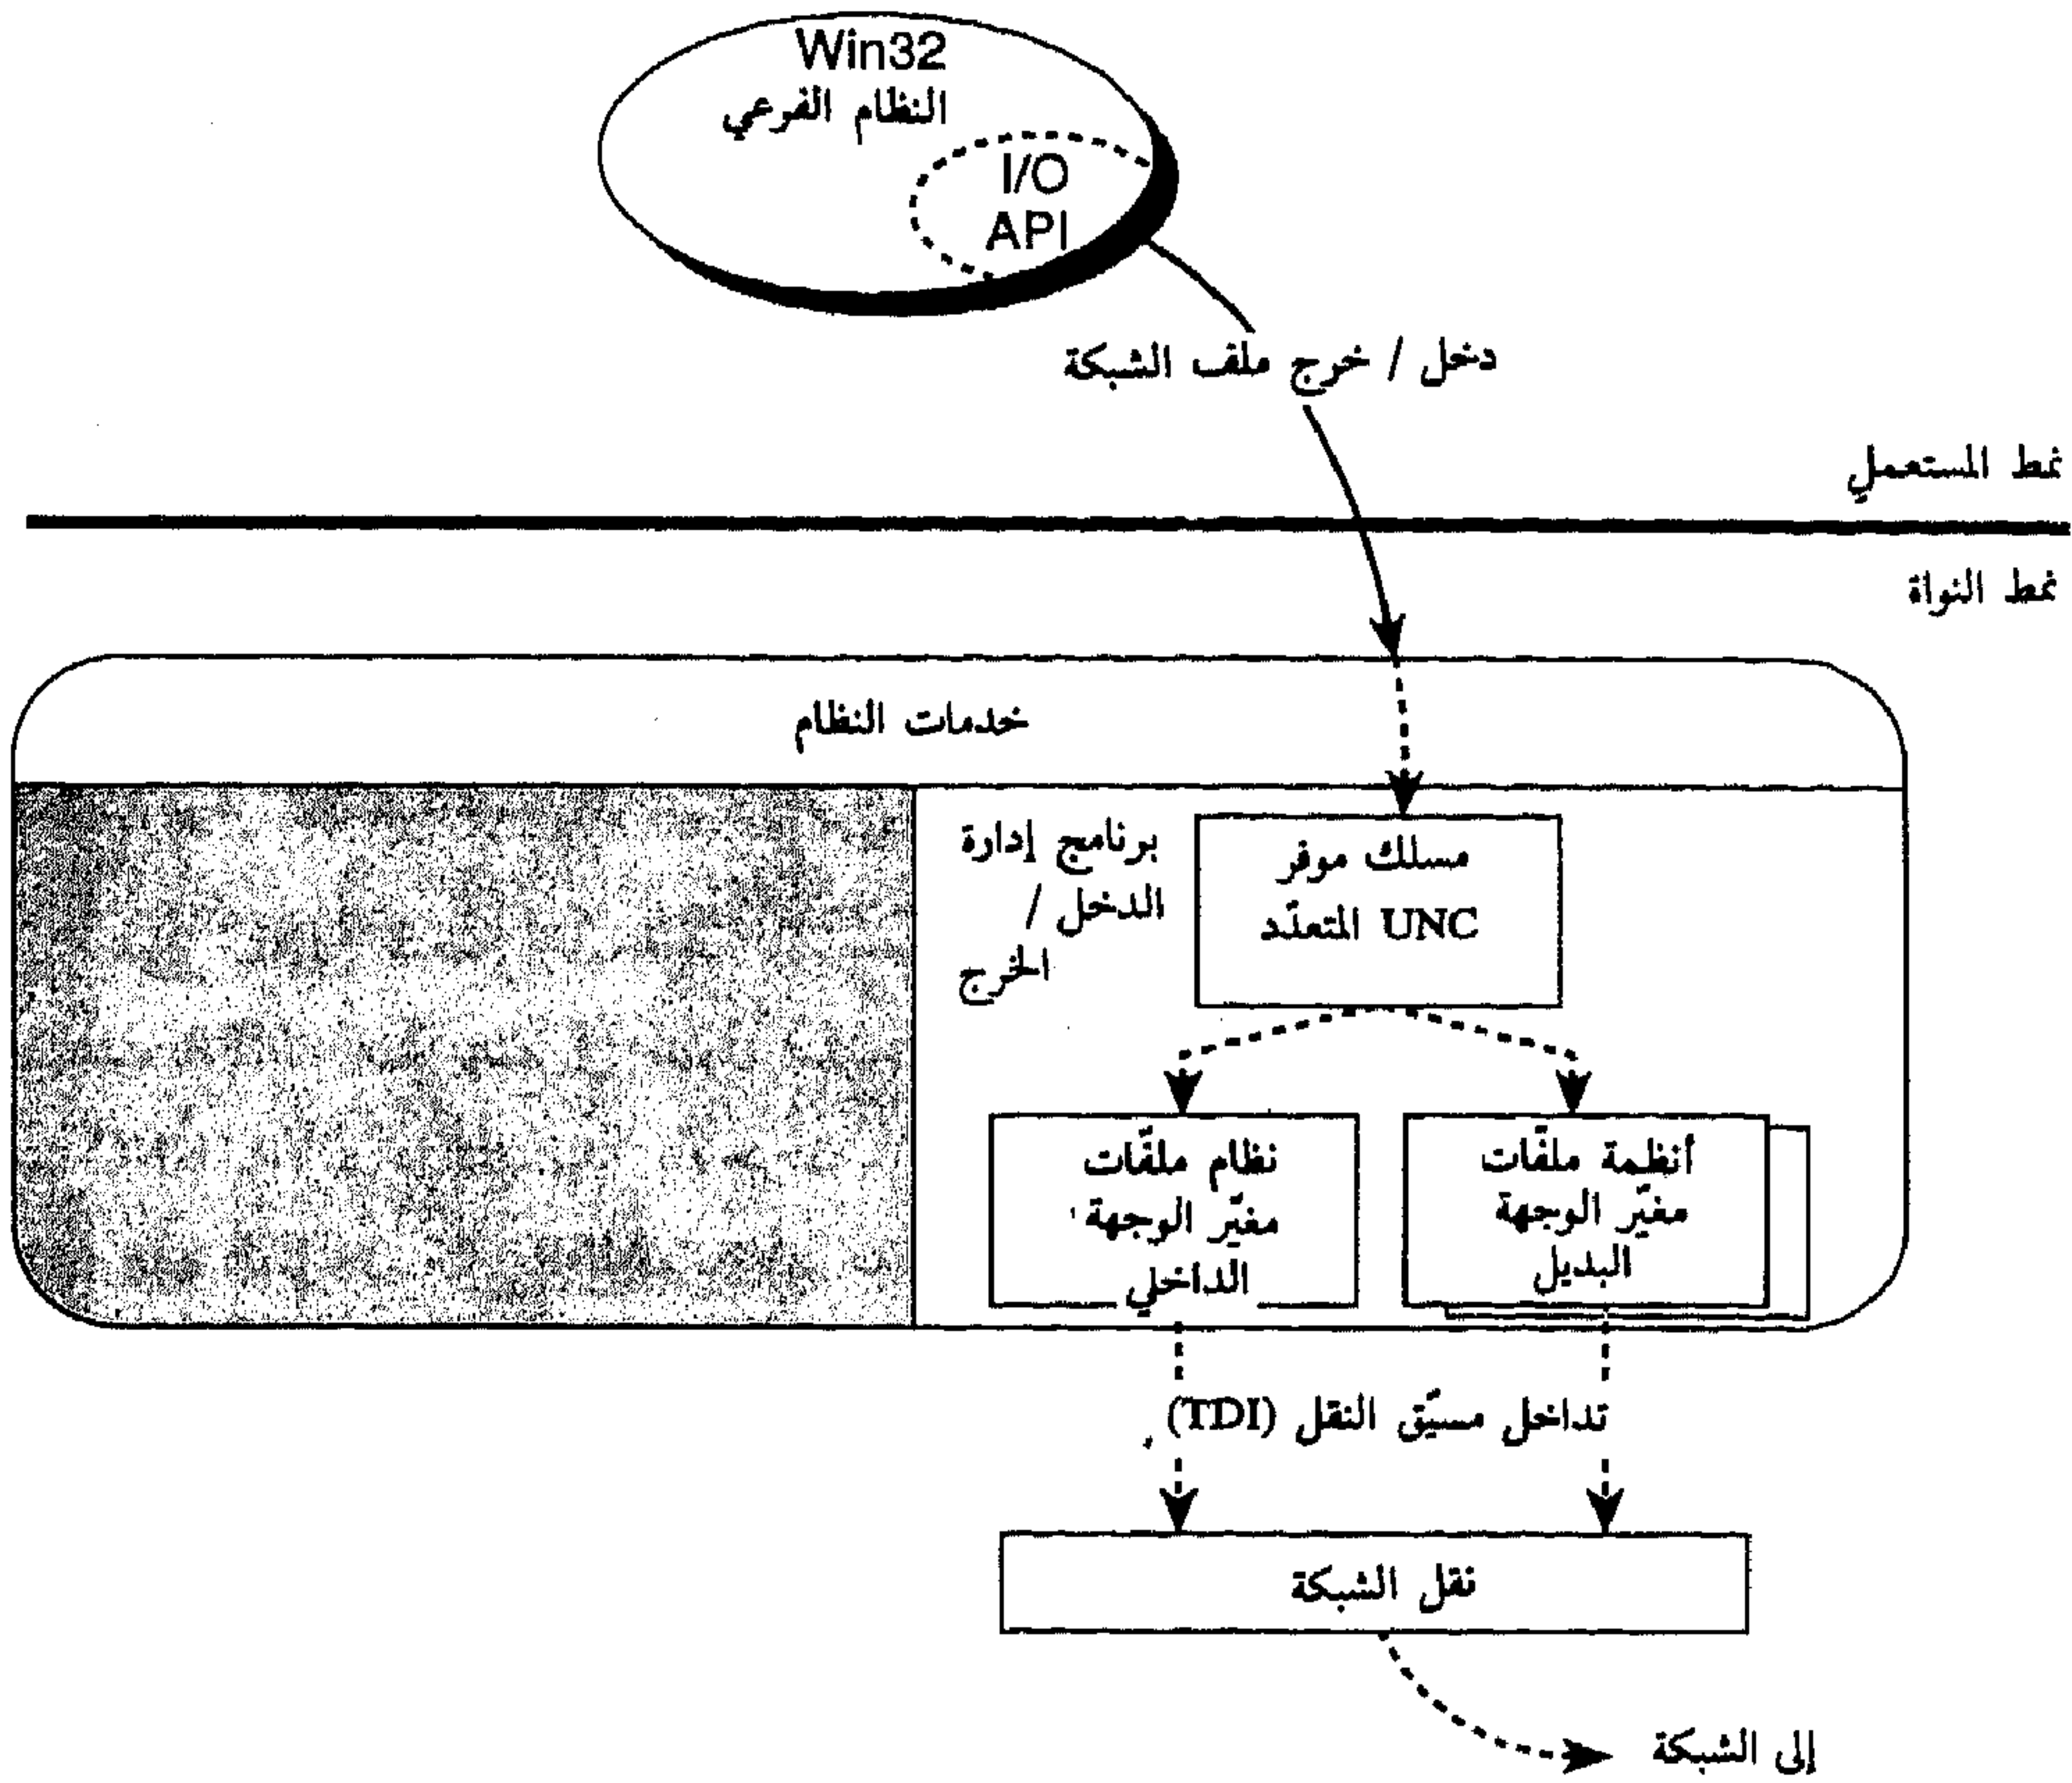 Win32
النظام الفرعي
I/O
API
دخل / خرج ملف الشبكة
نمط المستعمل
نمط النواة
خدمات النظام
برنامج إدارة
الدخل /
الخرج
مسلك موفر
UNC المتعدّد
نظام ملفّات
مغيّر الوجهة
الداخلي
أنظمة ملفّات
مغيّر الوجهة
البديل
تداخل مسيّق النقل (TDI)
نقل الشبكة
إلى الشبكة